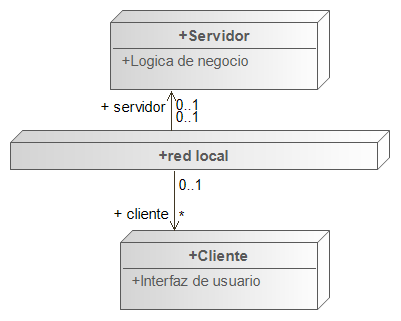 +Servidor
+Logica de negocio
+ servidor 0..1
0..1
+red local
0..1
+ cliente *
+Cliente
+Interfaz de usuario